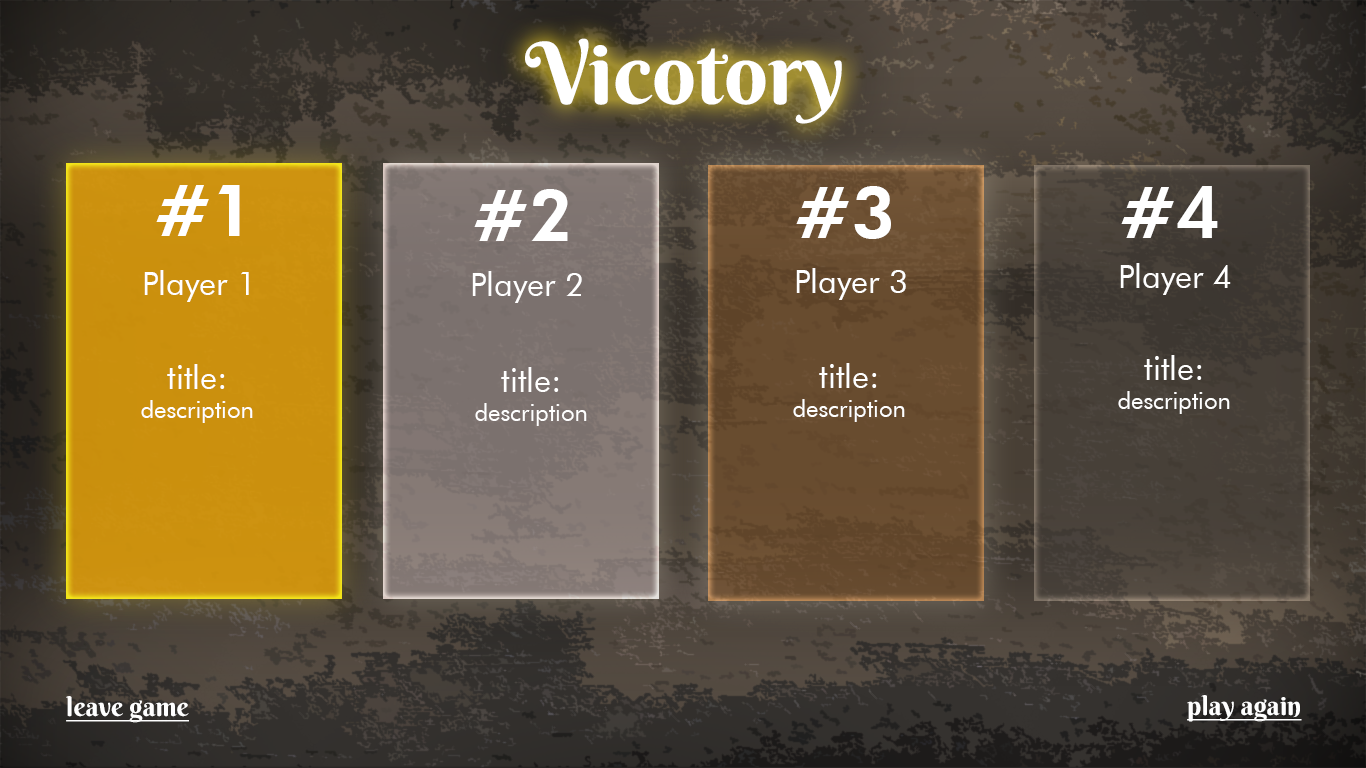 Vicotory
#1
Player 1
title:
description
#2
Player 2
title:
description
#3
Player 3
title:
description
#4
Player 4
title:
description
leave game
play again